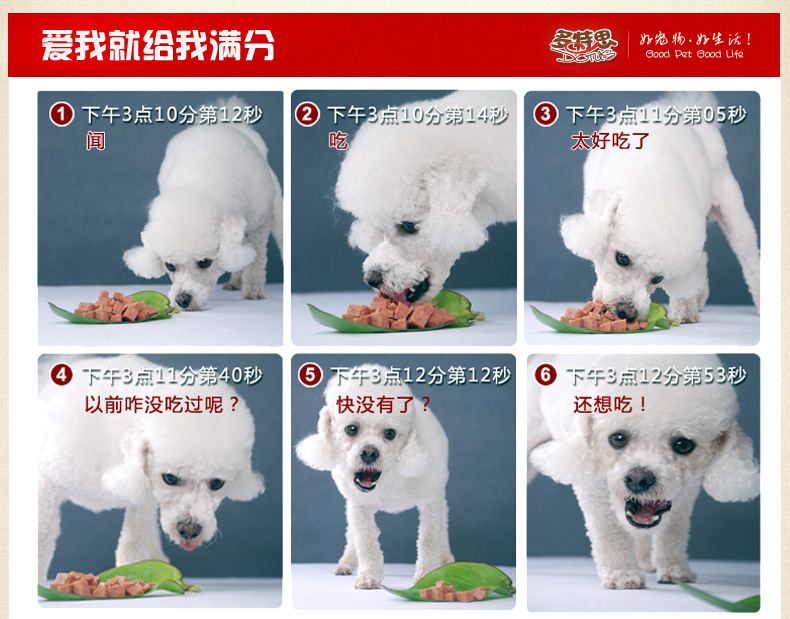 爱我就给我满分
多特思
DoTTUS
好宠物·好生活!
Good Pet Good Life
1 下午3点10分第12秒
闻
2 下午3点10分第14秒
吃
3 下午3点11分第05秒
太好吃了
4 下午3点11分第40秒
以前咋没吃过呢?
5 下午3点12分第12秒
快没有了?
6 下午3点12分第53秒
还想吃!